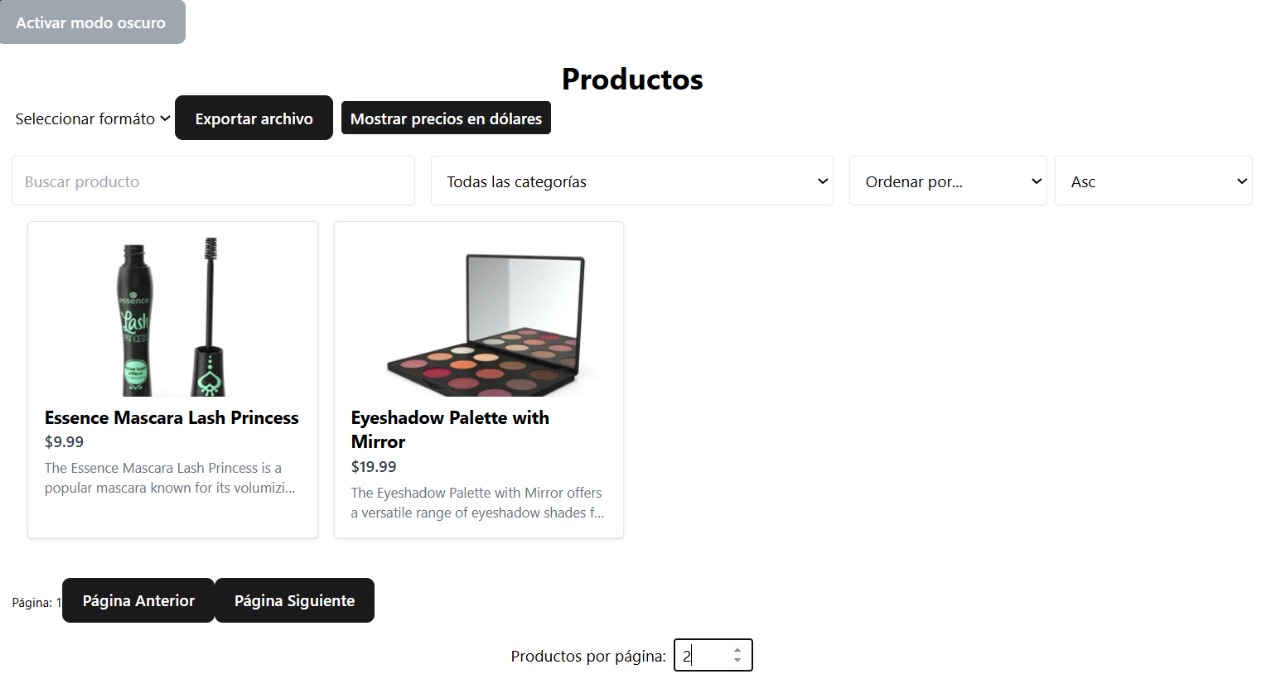 Activar modo oscuro
Productos
Seleccionar formáto
Exportar archivo
Mostrar precios en dólares
Buscar producto
Todas las categorías
Ordenar por...
Asc
essence
Lash
PRINCESS
Essence Mascara Lash Princess
$9.99
The Essence Mascara Lash Princess is a
popular mascara known for its volumizi...
Eyeshadow Palette with
Mirror
$19.99
The Eyeshadow Palette with Mirror offers
a versatile range of eyeshadow shades f...
Página: 1
Página Anterior
Página Siguiente
Productos por página:
2